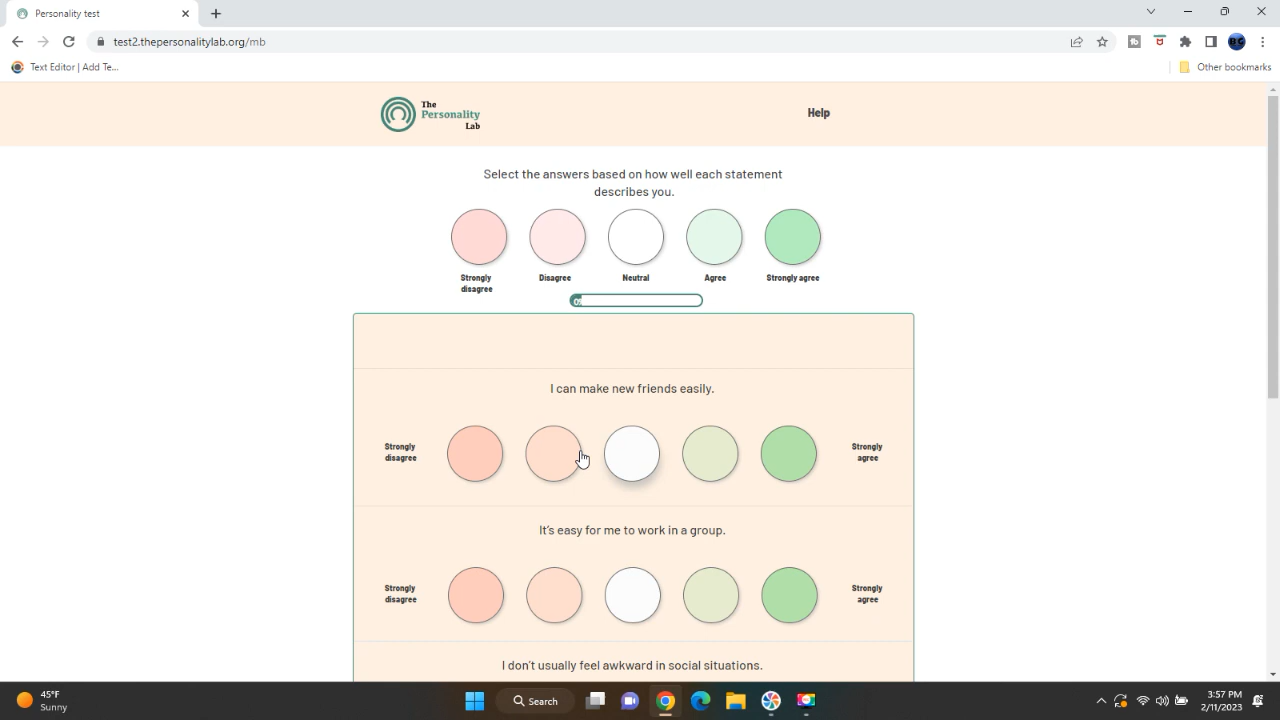 Personality test
test2.thepersonalitylab.org/mb
Text Editor | Add Te...
Other bookmarks
The
Personality
Lab
Help
Select the answers based on how well each statement
describes you.
Strongly
disagree
Disagree
Neutral
Agree
Strongly agree
I can make new friends easily.
Strongly
disagree
Strongly
agree
It's easy for me to work in a group.
Strongly
disagree
Strongly
agree
I don't usually feel awkward in social situations.
45°F
Sunny
Search
3:57 PM
2/11/2023